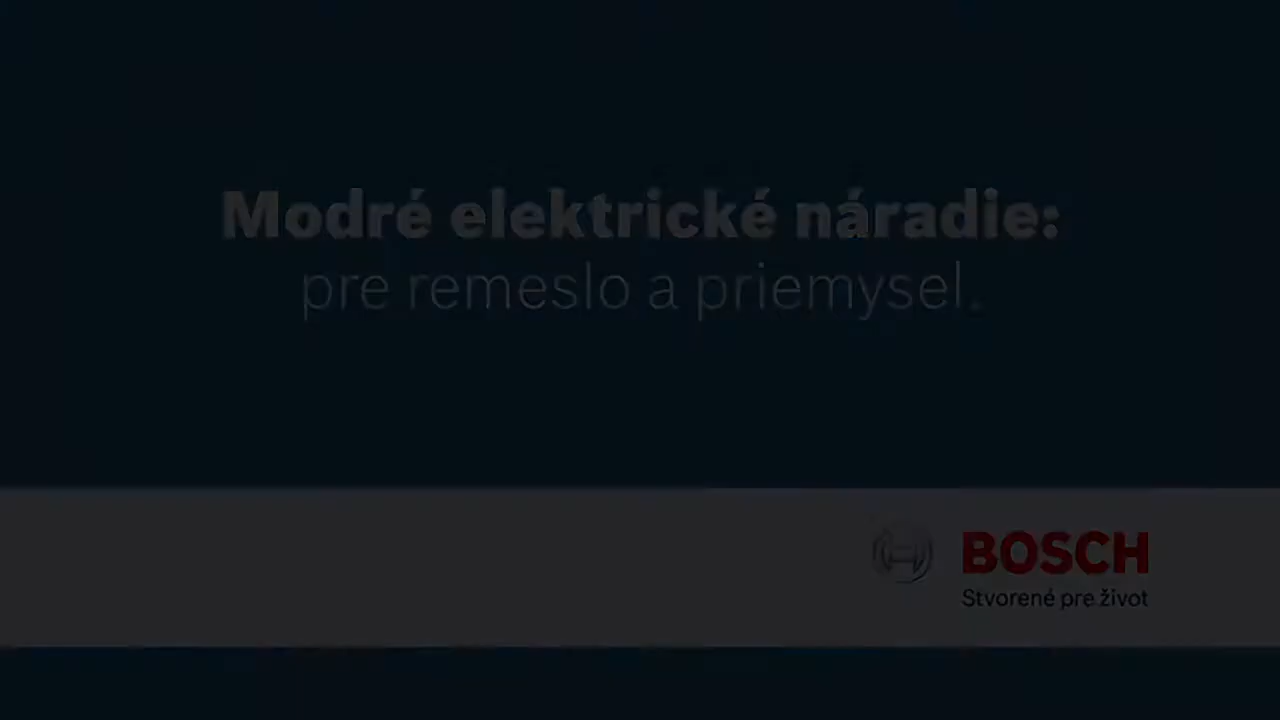 Modré elektrické náradie:
pre remeslo a priemysel.
BOSCH
Stvorené pre život